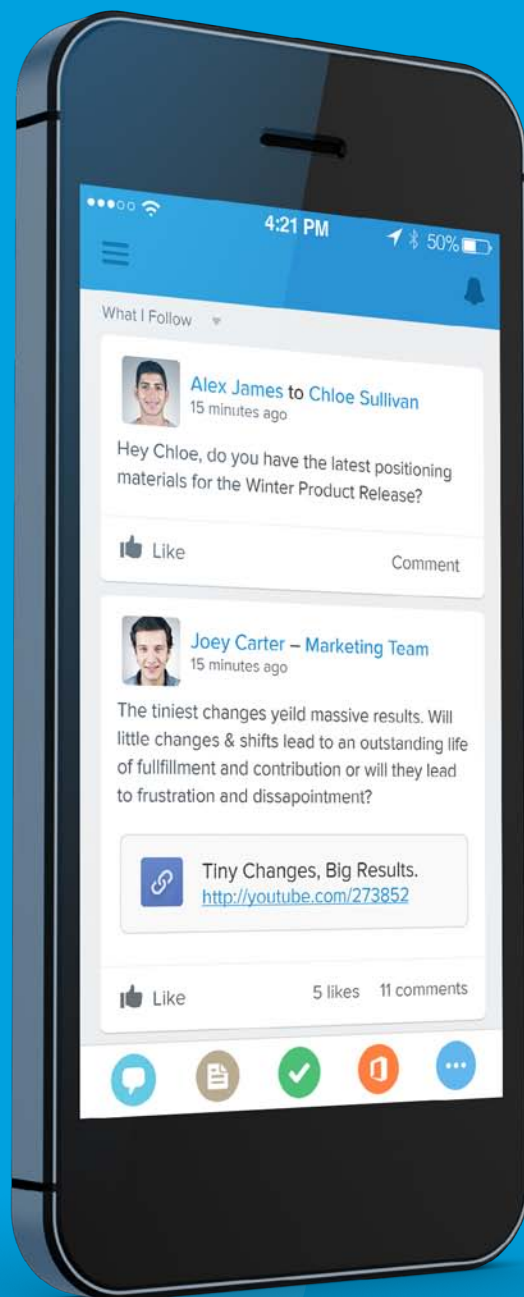 4:21 PM
50%
What I Follow
Alex James to Chloe Sullivan
15 minutes ago
Hey Chloe, do you have the latest positioning
materials for the Winter Product Release?
Like
Comment
Joey Carter – Marketing Team
15 minutes ago
The tiniest changes yeild massive results. Will
little changes & shifts lead to an outstanding life
of fullfillment and contribution or will they lead
to frustration and dissapointment?
Tiny Changes, Big Results.
http://youtube.com/273852
Like
5 likes 11 comments